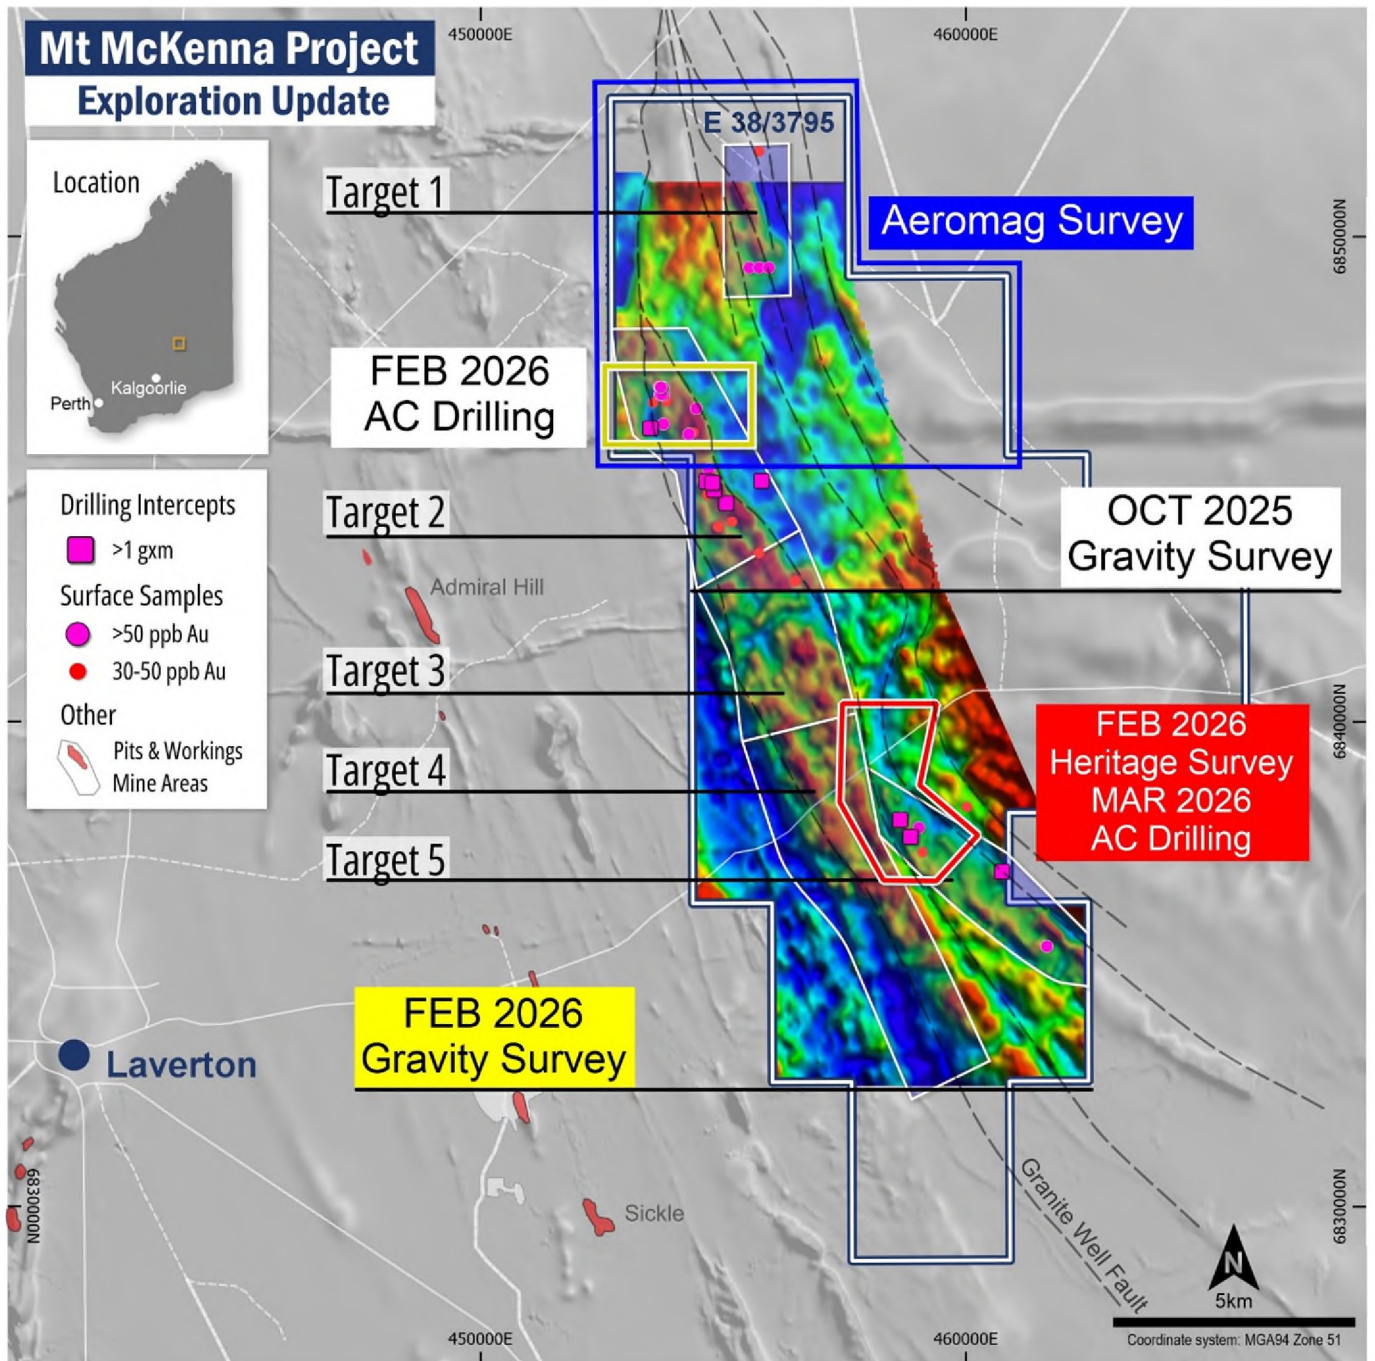 450000E
460000E
Mt McKenna Project
Exploration Update
E 38/3795
Location
Kalgoorlie
Perth
Target 1
Aeromag Survey
6850000N
FEB 2026
AC Drilling
Drilling Intercepts
>1 gxm
Surface Samples
>50 ppb Au
30-50 ppb Au
Other
Pits & Workings
Mine Areas
Target 2
OCT 2025
Gravity Survey
Admiral Hill
Target 3
6840000N
FEB 2026
Heritage Survey
MAR 2026
AC Drilling
Target 4
Target 5
FEB 2026
Gravity Survey
Laverton
6830000N
Sickle
Granite Well Fault
6830000N
N
5km
Coordinate system: MGA94 Zone 51
450000E
460000E